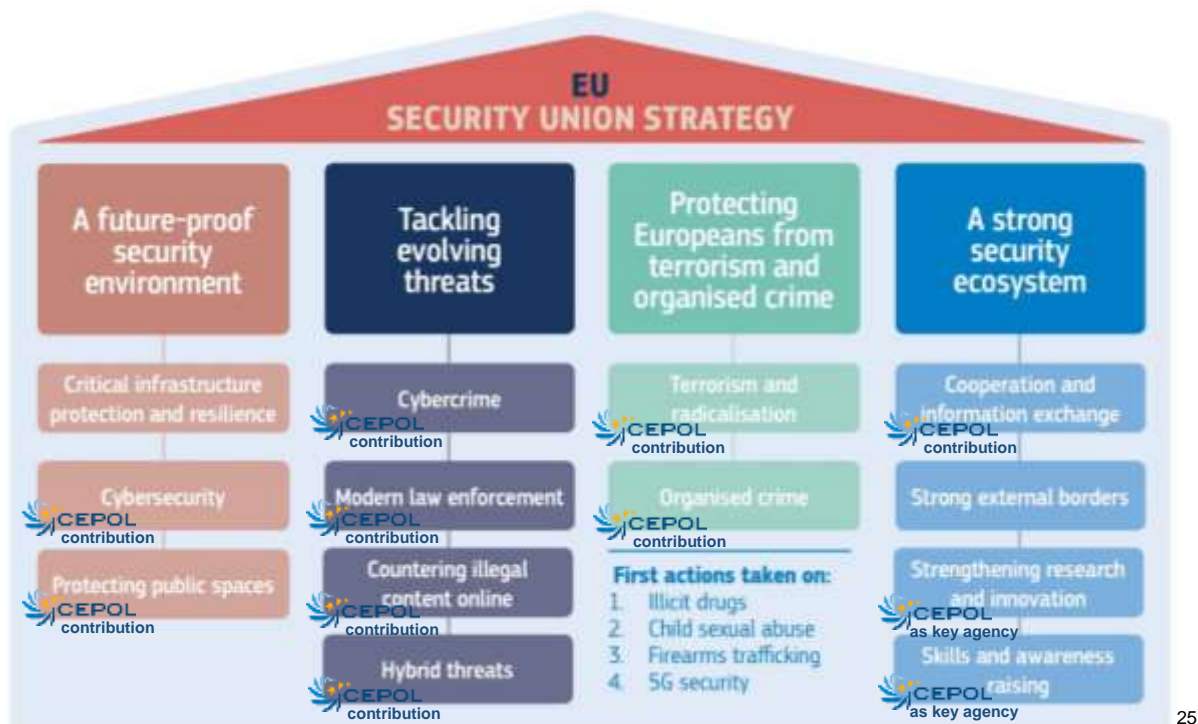 EU
SECURITY UNION STRATEGY
A future-proof
security
environment
Critical infrastructure
protection and resilience
Cybersecurity
CEPOL
contribution
Protecting public spaces
CEPOL
contribution
Tackling
evolving
threats
Cybercrime
CEPOL
contribution
Modern law enforcement
CEPOL
contribution
Countering illegal
content online
CEPOL
contribution
Hybrid threats
CEPOL
contribution
Protecting
Europeans from
terrorism and
organised crime
Terrorism and
radicalisation
CEPOL
contribution
Organised crime
CEPOL
contribution
First actions taken on:
1. Illicit drugs
2. Child sexual abuse
3. Firearms trafficking
4. 5G security
A strong
security
ecosystem
Cooperation and
information exchange
CEPOL
contribution
Strong external borders
Strengthening research
and innovation
CEPOL
as key agency
Skills and awareness
raising
CEPOL
as key agency
25